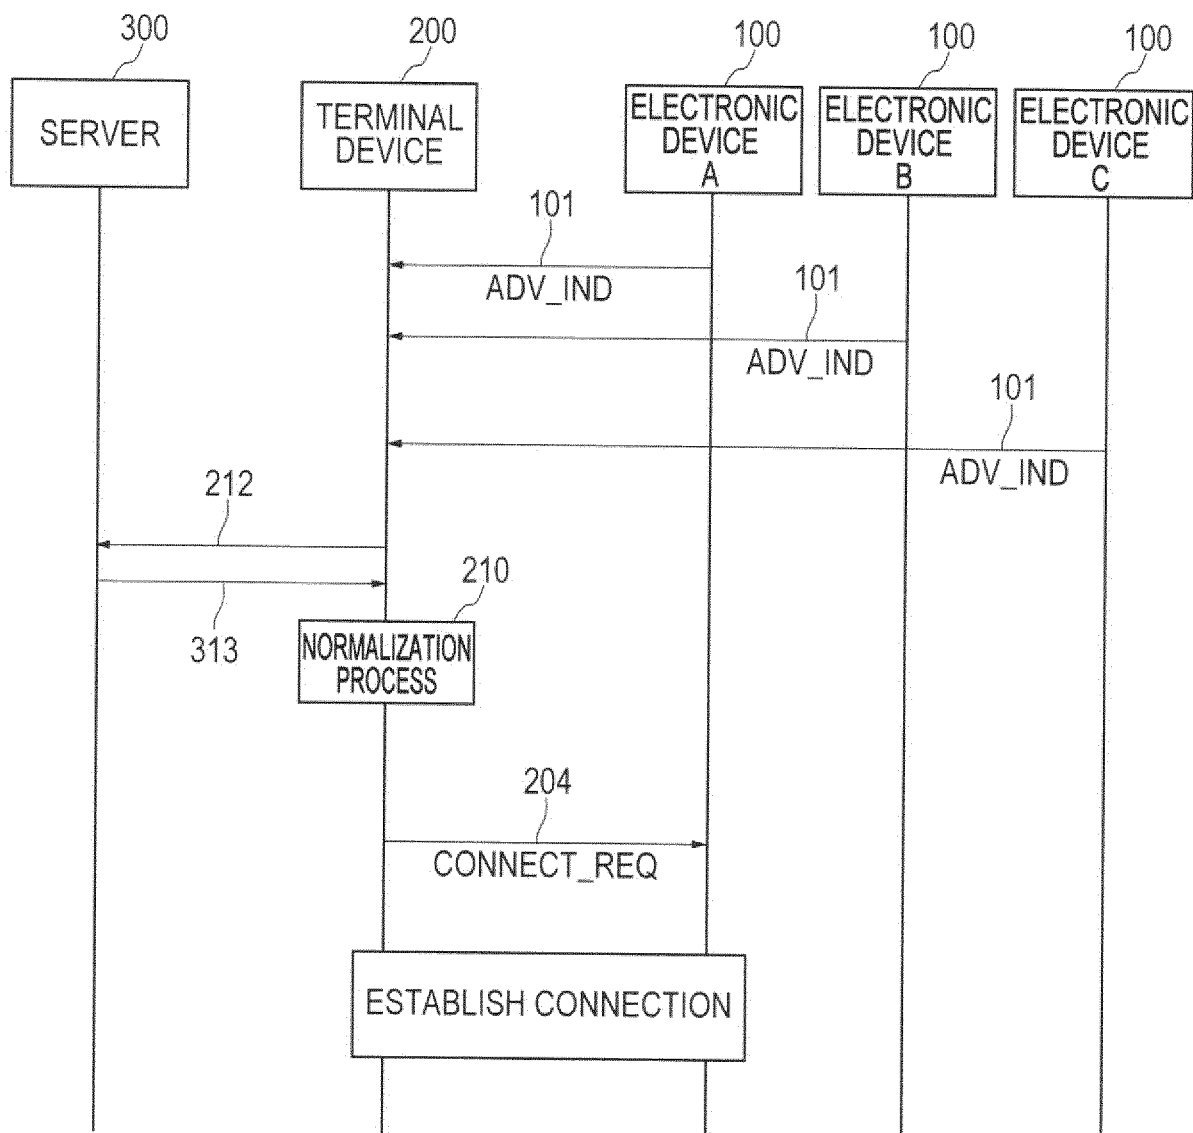 300
200
100
100
100
SERVER
TERMINAL
DEVICE
ELECTRONIC
DEVICE
A
ELECTRONIC
DEVICE
B
ELECTRONIC
DEVICE
C
101
ADV_IND
101
ADV_IND
101
ADV_IND
212
313
210
NORMALIZATION
PROCESS
204
CONNECT_REQ
ESTABLISH CONNECTION